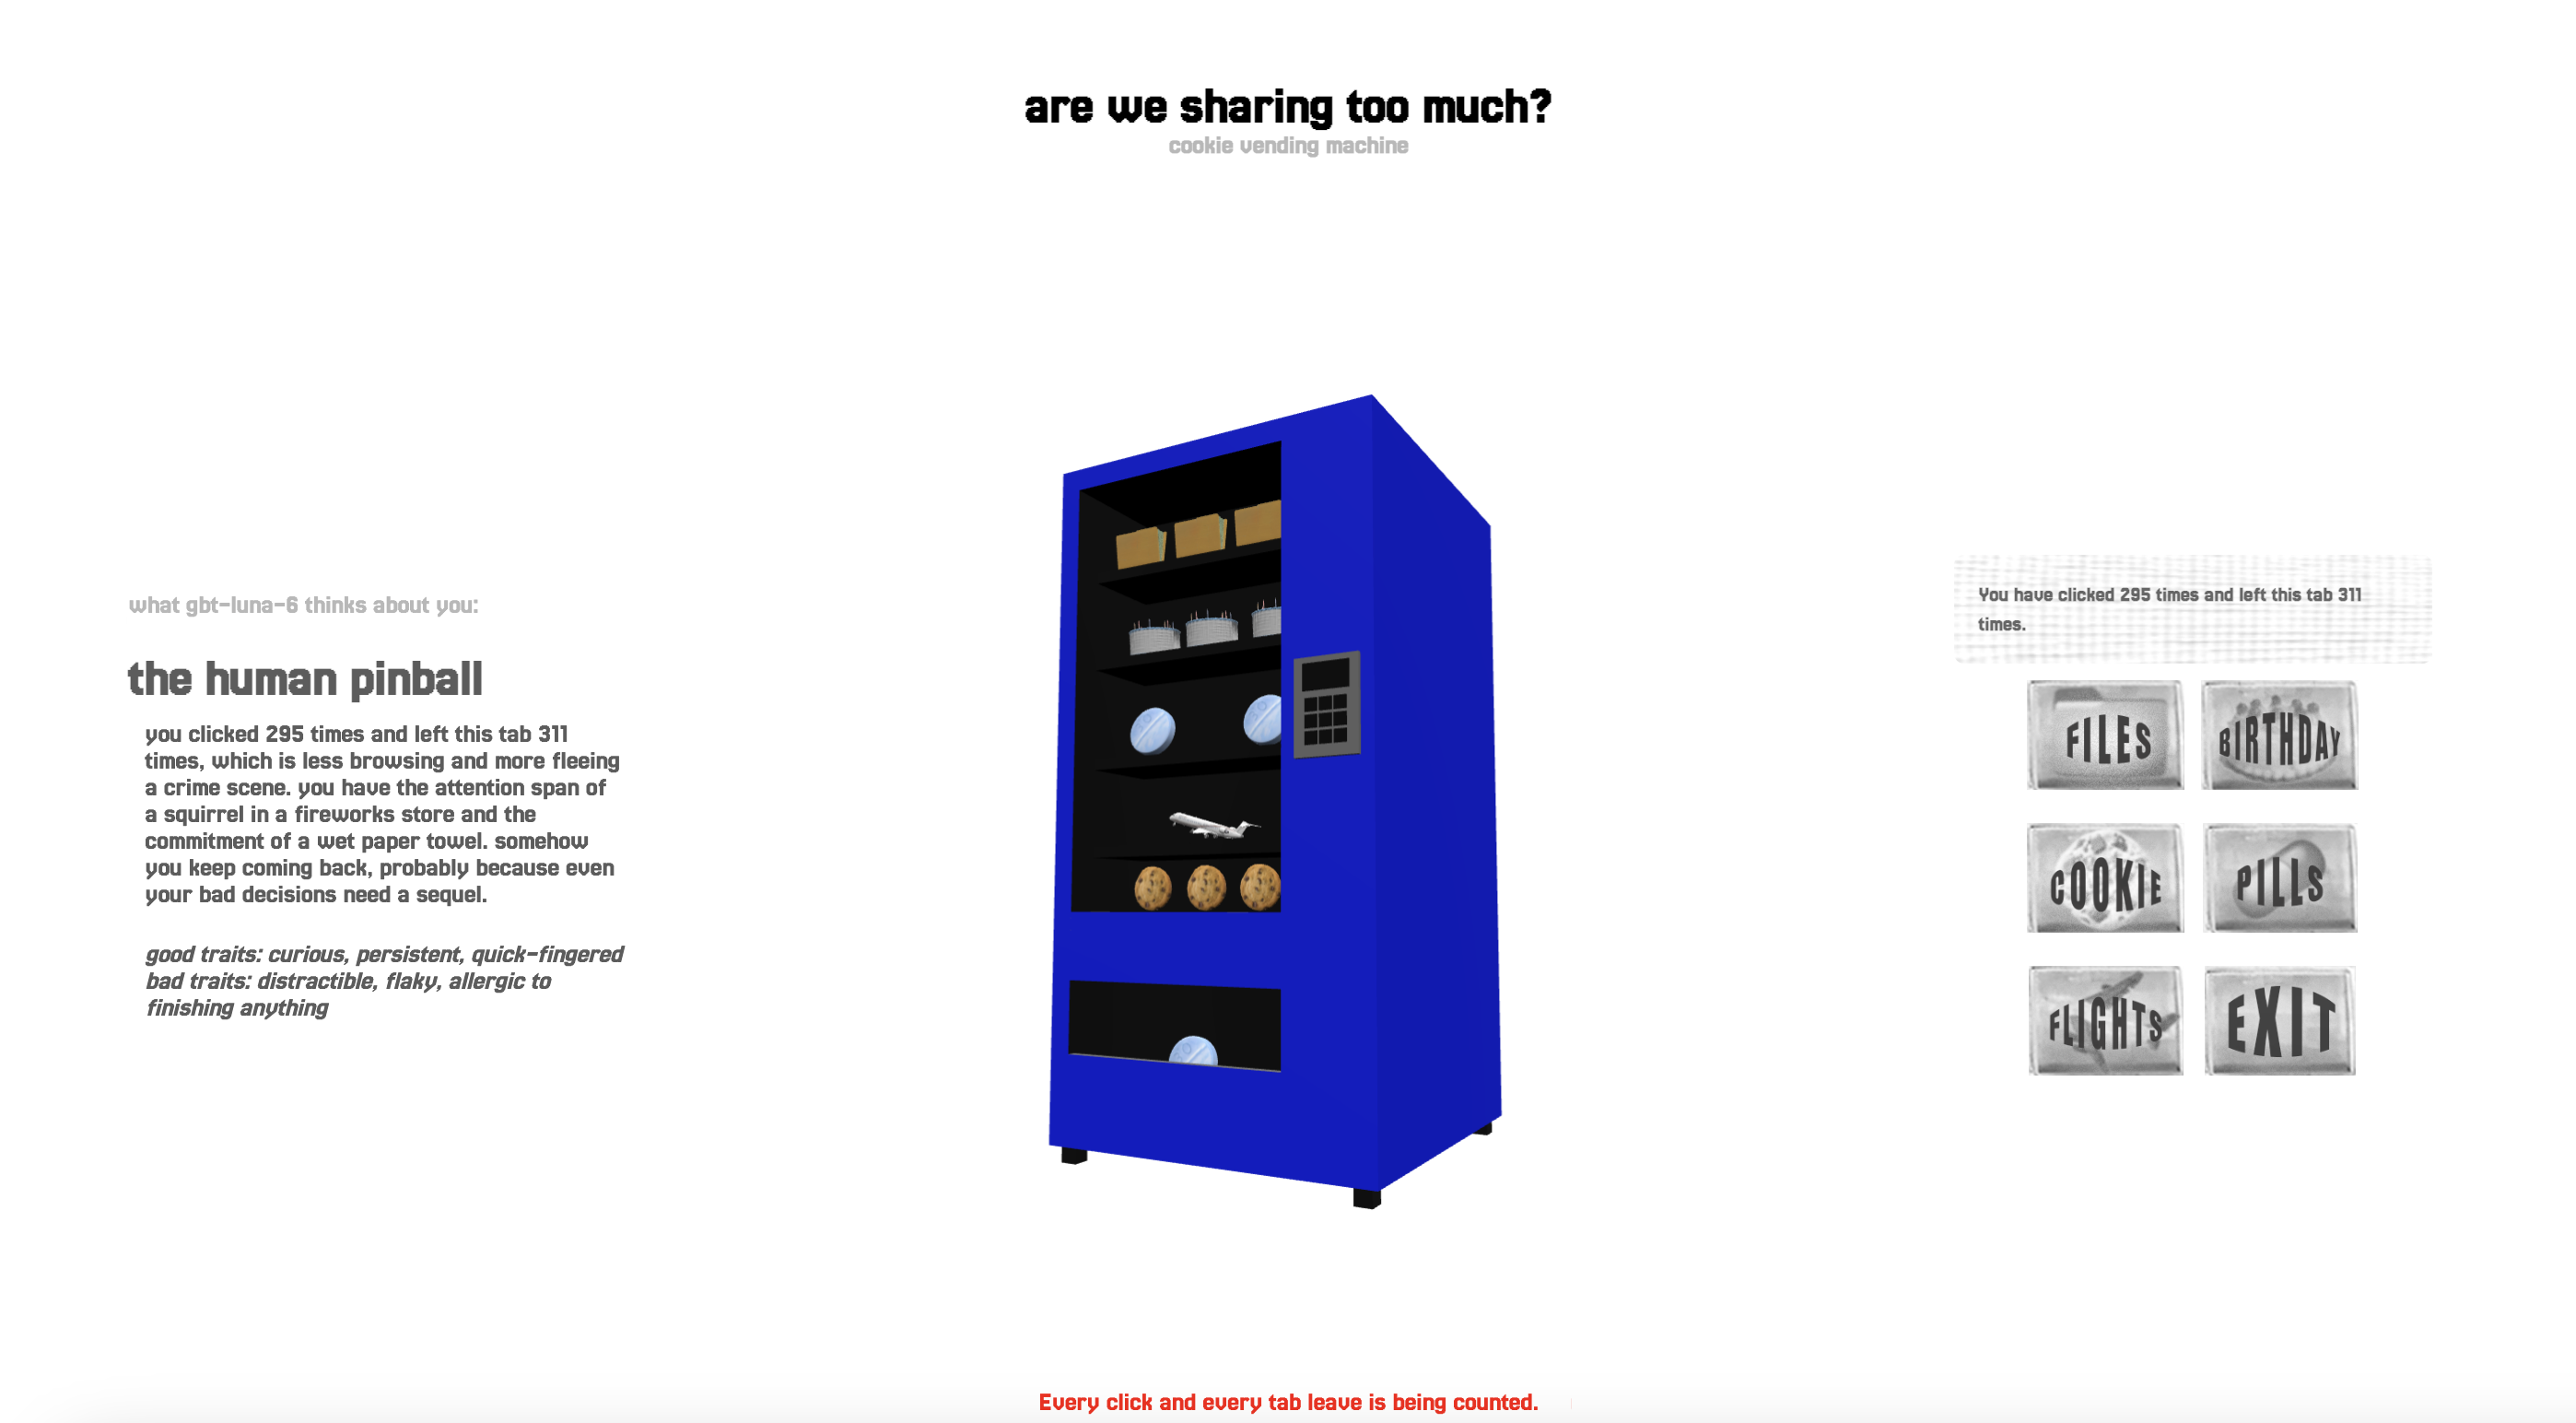 are we sharing too much?
cookie vending machine
what gbt-luna-6 thinks about you:
the human pinball
you clicked 295 times and left this tab 311
times, which is less browsing and more fleeing
a crime scene. you have the attention span of
a squirrel in a fireworks store and the
commitment of a wet paper towel. somehow
you keep coming back, probably because even
your bad decisions need a sequel.
good traits: curious, persistent, quick-fingered
bad traits: distractible, flaky, allergic to
finishing anything
You have clicked 295 times and left this tab 311
times.
FILES
BIRTHDAY
COOKIE
PILLS
FLIGHTS
EXIT
Every click and every tab leave is being counted.